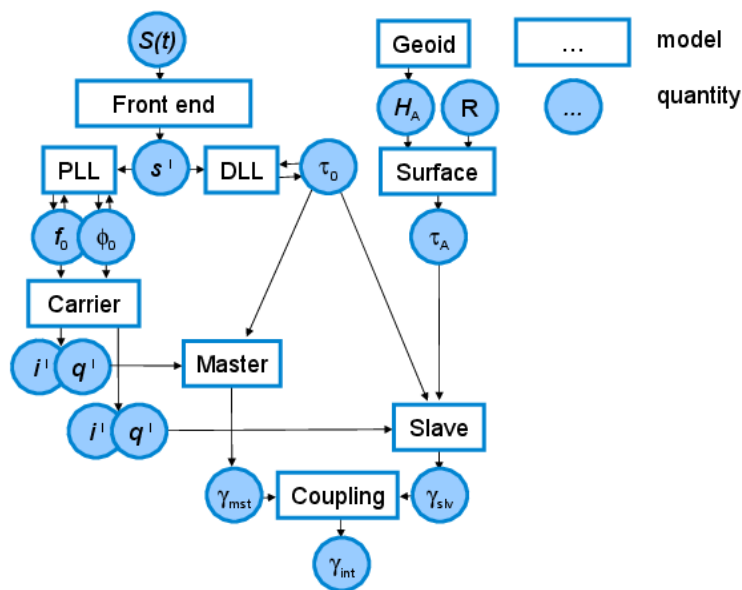 S(t)
Geoid
...
model
Front end
H_A
R
...
quantity
PLL
s^I
DLL
τ_0
Surface
f_0
ϕ_0
τ_A
Carrier
i^I
q^I
Master
i^I
q^I
Slave
γ_mst
Coupling
γ_slv
γ_int